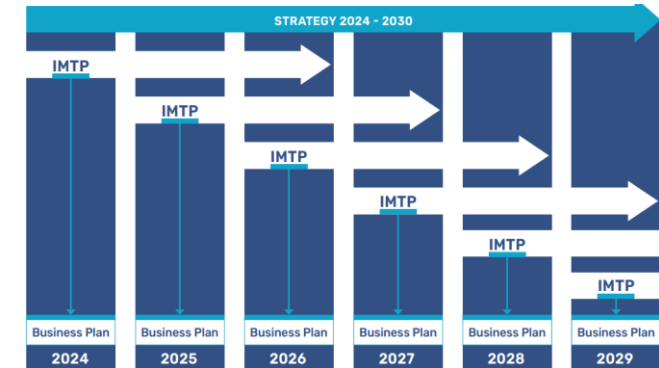 STRATEGY 2024 - 2030
IMTP
IMTP
IMTP
IMTP
IMTP
IMTP
Business Plan
Business Plan
Business Plan
Business Plan
Business Plan
Business Plan
2024
2025
2026
2027
2028
2029